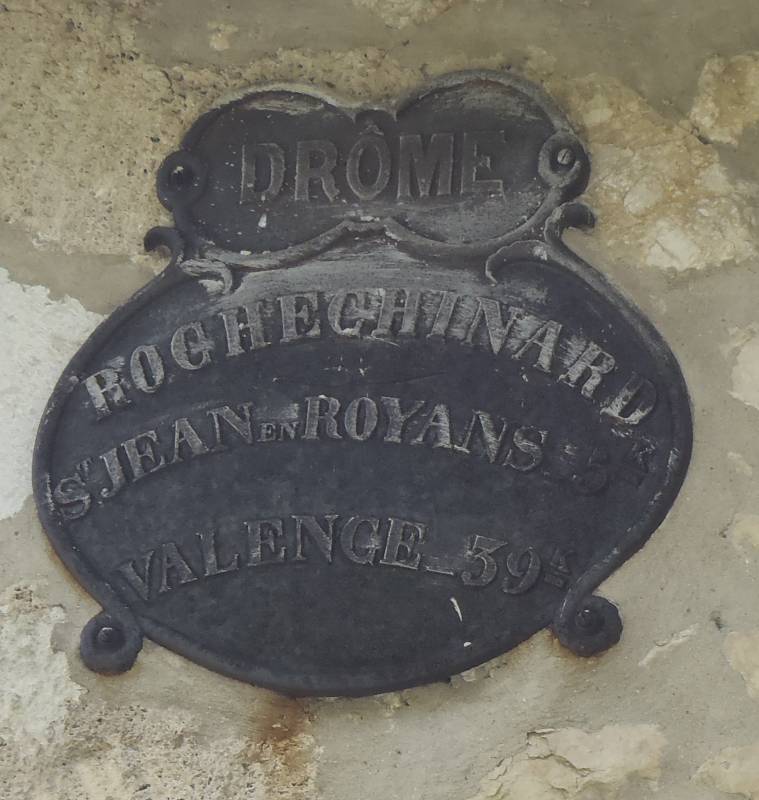 DRÔME
ROCHECHINARD
ST JEAN EN ROYANS _ 5K
VALENCE _ 39K